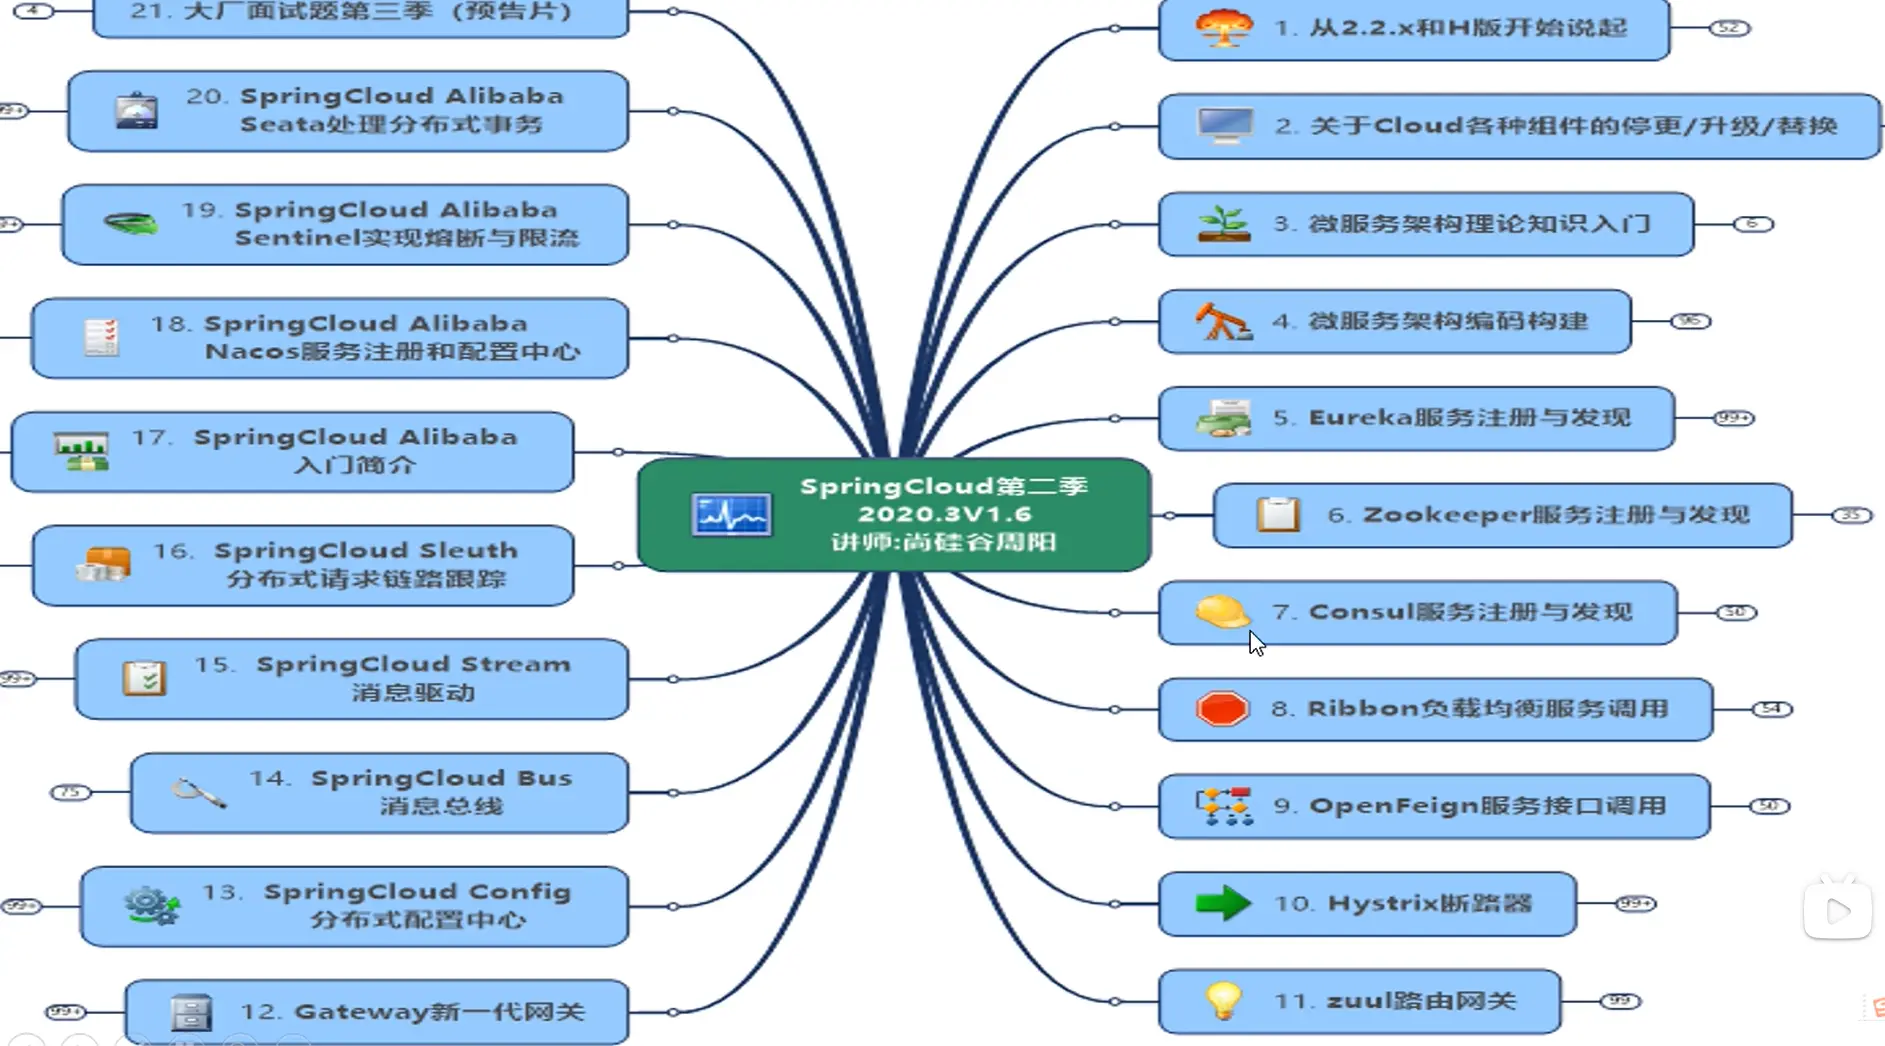 SpringCloud第二季
2020.3V1.6
讲师:尚硅谷周阳
1. 从2.2.x和H版开始说起
52
2. 关于Cloud各种组件的停更/升级/替换
3. 微服务架构理论知识入门
6
4. 微服务架构编码构建
96
5. Eureka服务注册与发现
99+
6. Zookeeper服务注册与发现
35
7. Consul服务注册与发现
30
8. Ribbon负载均衡服务调用
54
9. OpenFeign服务接口调用
50
10. Hystrix断路器
99+
11. zuul路由网关
99
12. Gateway新一代网关
99+
13. SpringCloud Config
分布式配置中心
99+
14. SpringCloud Bus
消息总线
75
15. SpringCloud Stream
消息驱动
99+
16. SpringCloud Sleuth
分布式请求链路跟踪
17. SpringCloud Alibaba
入门简介
18. SpringCloud Alibaba
Nacos服务注册和配置中心
19. SpringCloud Alibaba
Sentinel实现熔断与限流
20. SpringCloud Alibaba
Seata处理分布式事务
21. 大厂面试题第三季（预告片）
4